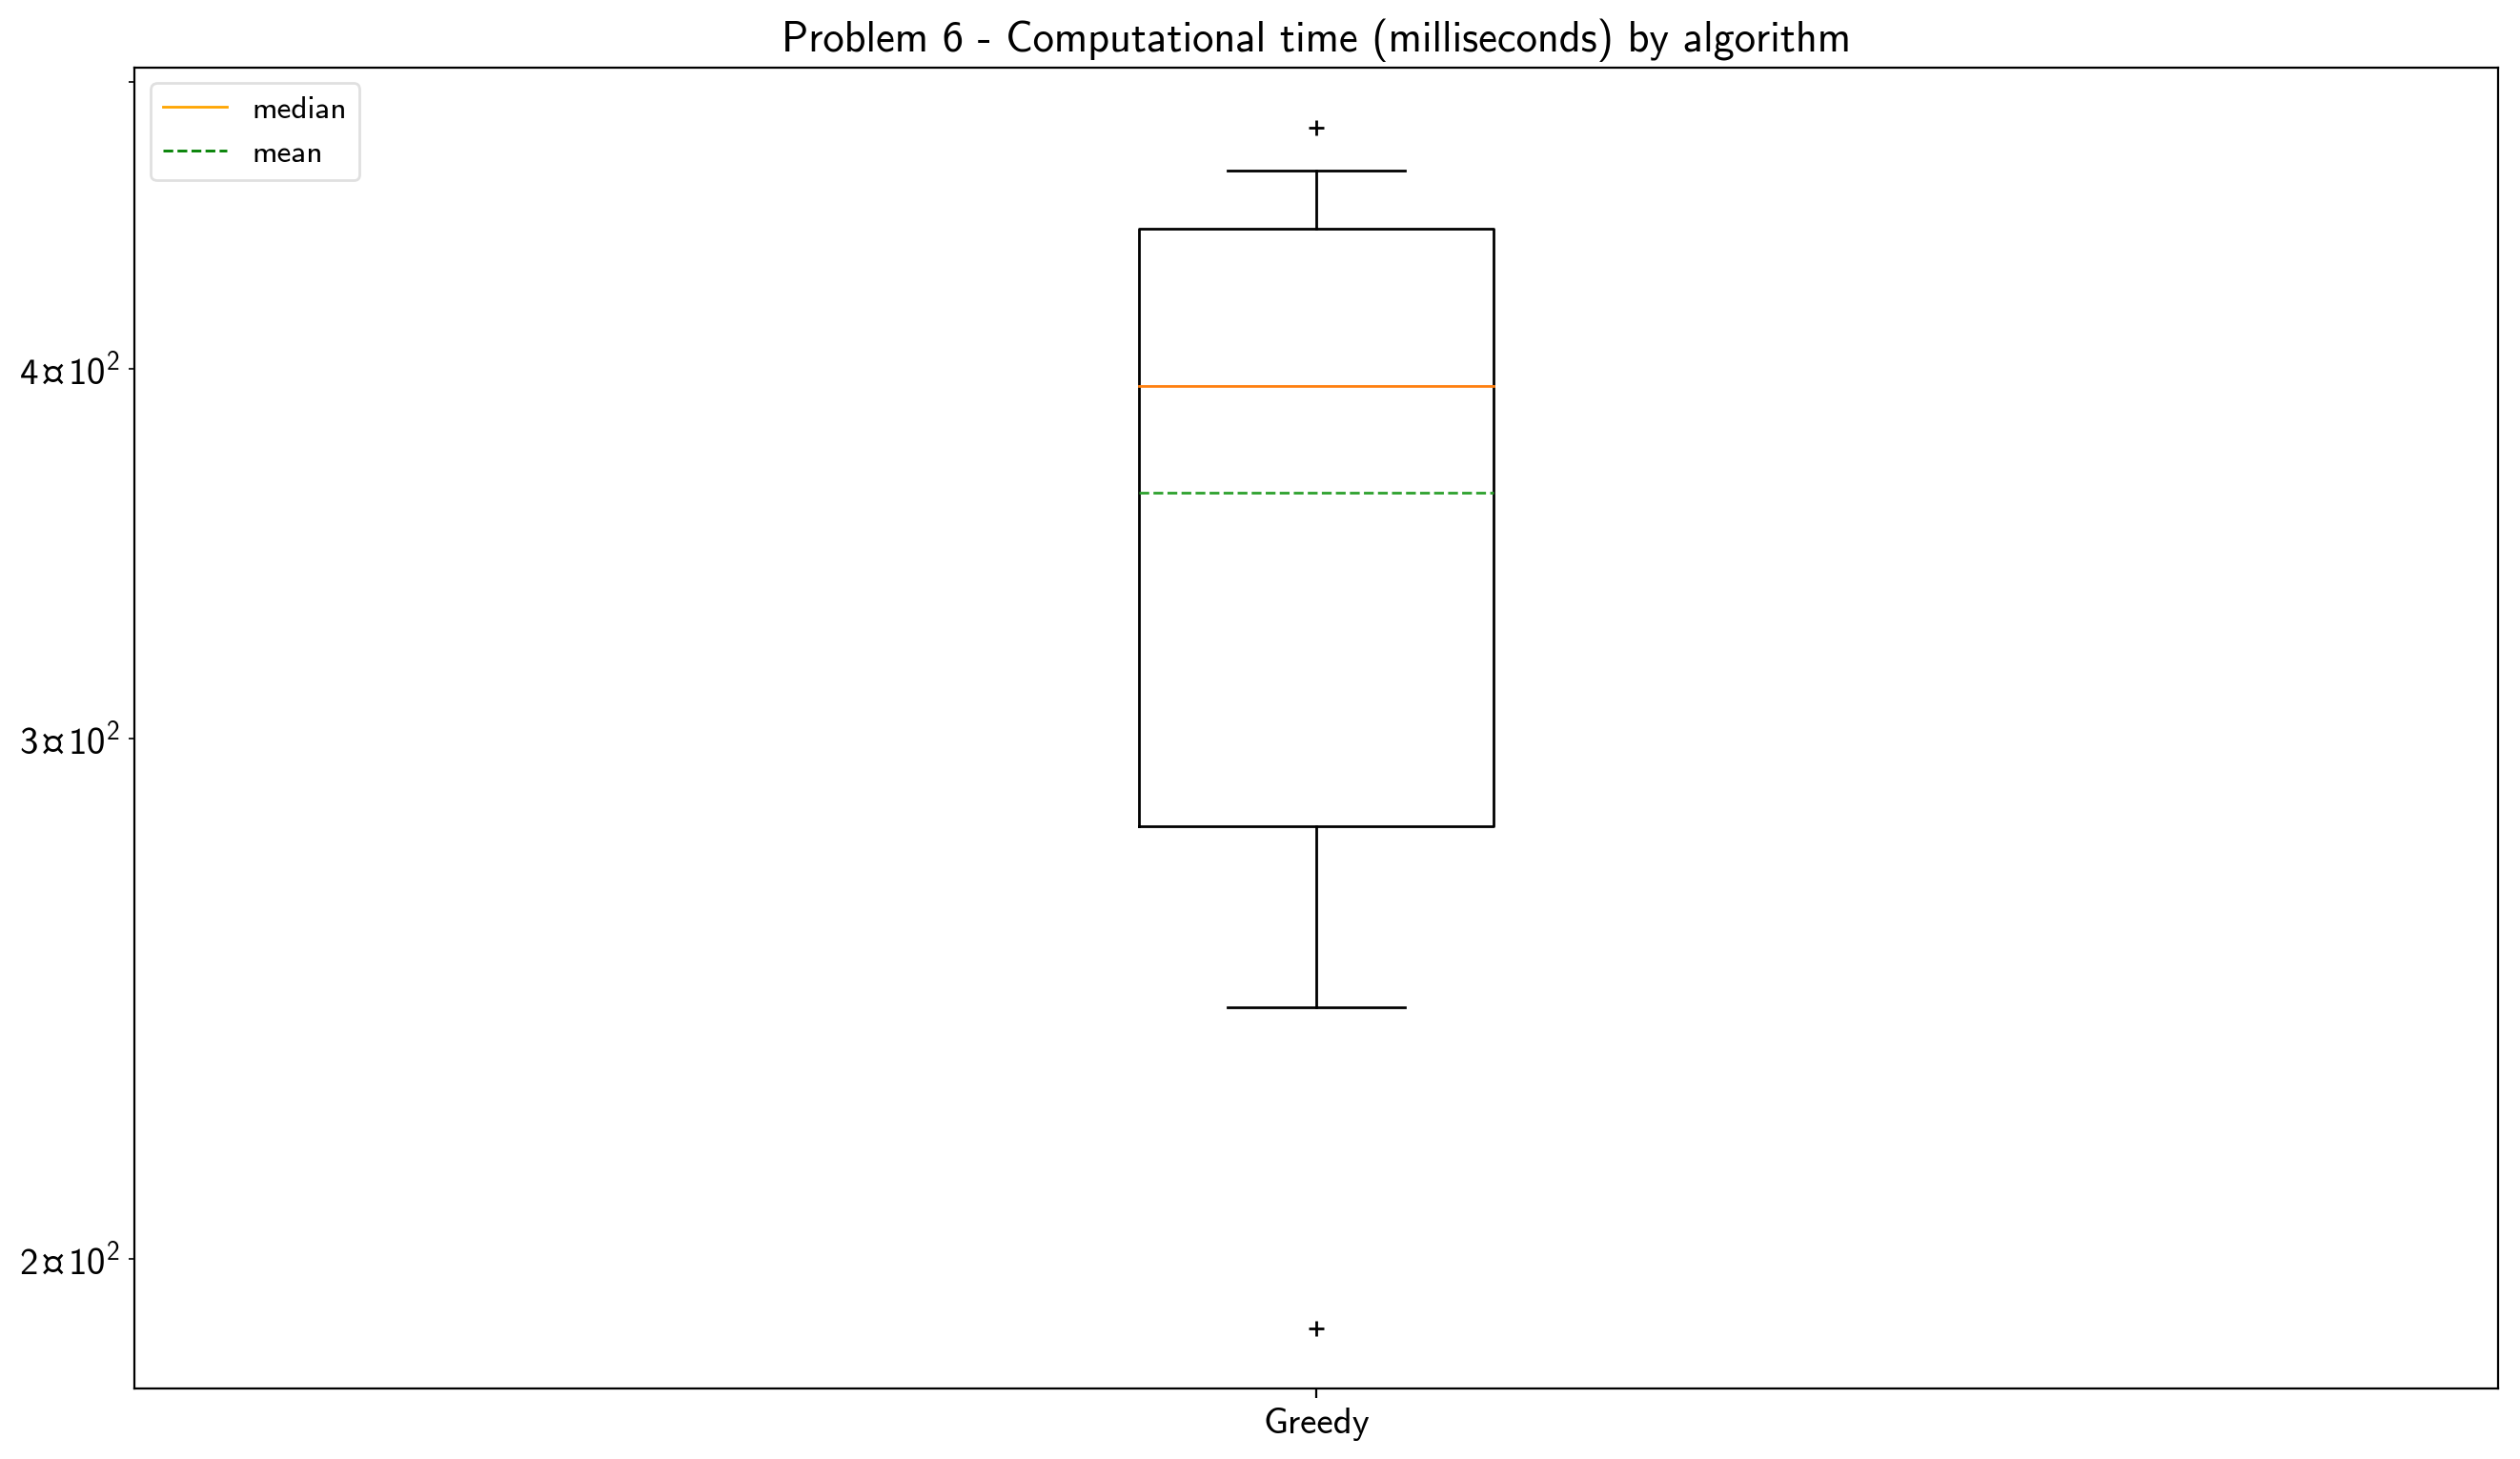 Problem 6 - Computational time (milliseconds) by algorithm
median
mean
4¤10²
3¤10²
2¤10²
Greedy